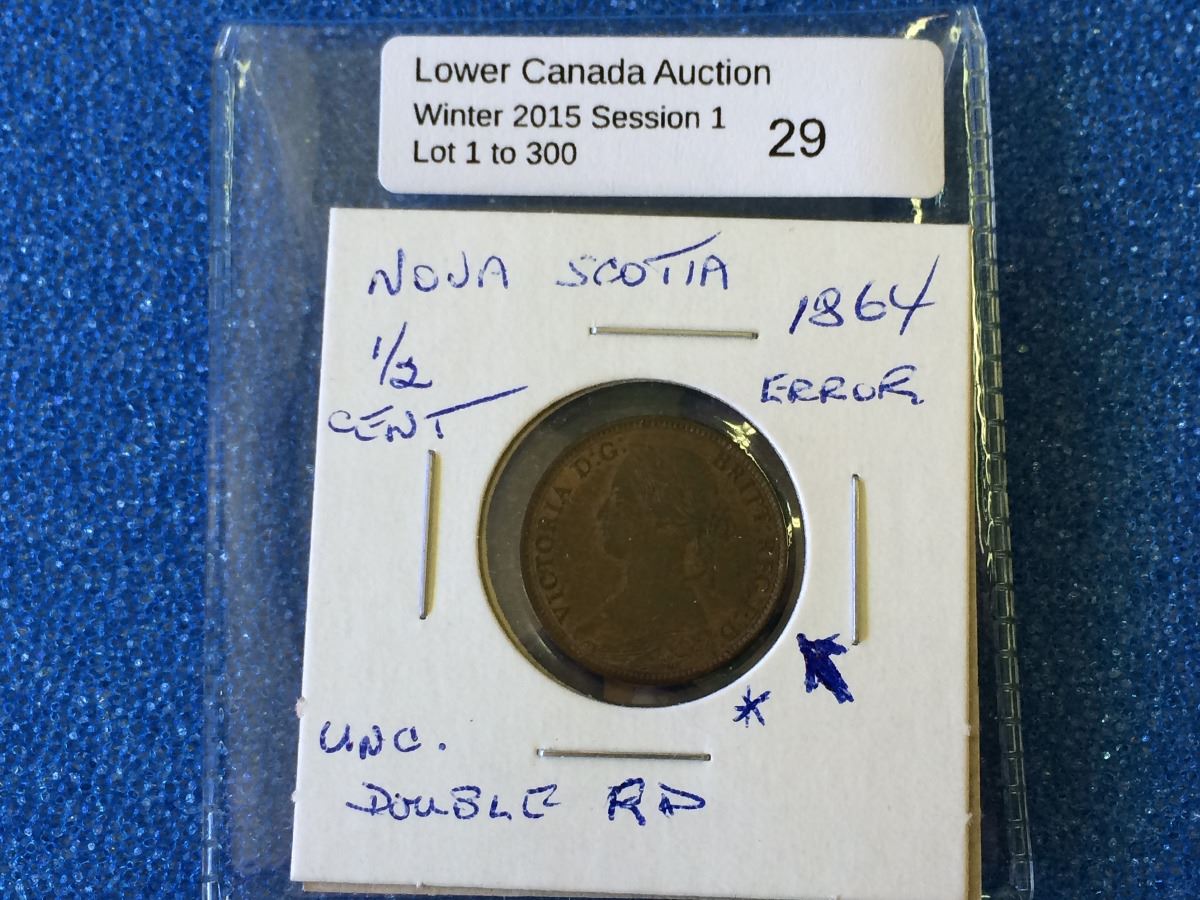 Lower Canada Auction
Winter 2015 Session 1
Lot 1 to 300
29
NOVA SCOTIA
1864
1/2
CENT
ERROR
VICTORIA D:G: BRITT:REG:F:D:
*
UNC.
DOUBLE RD